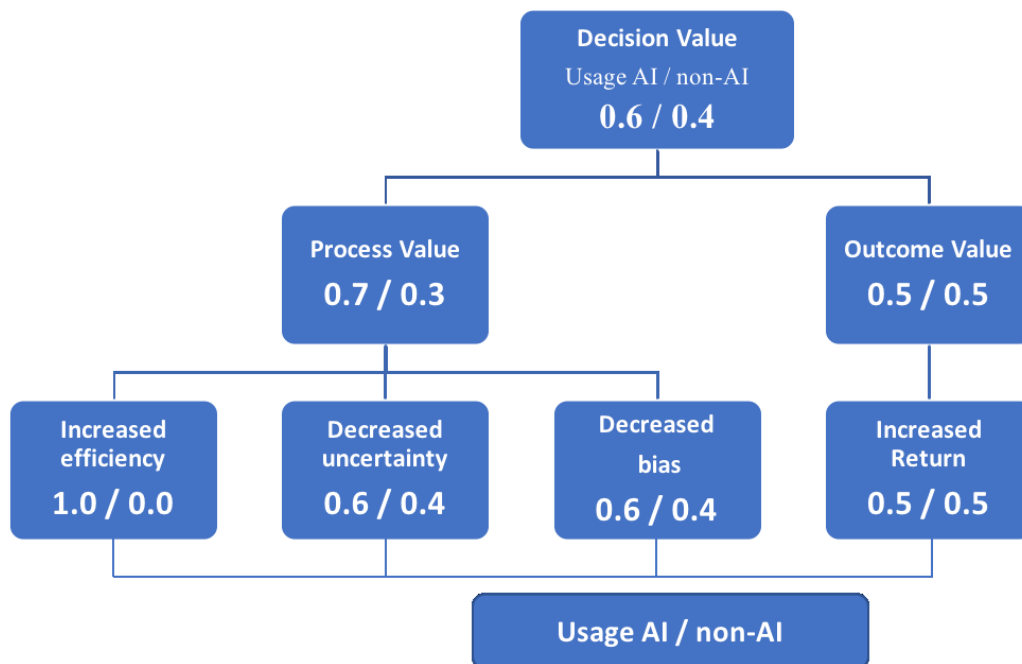 Decision Value
Usage AI / non-AI
0.6 / 0.4
Process Value
0.7 / 0.3
Outcome Value
0.5 / 0.5
Increased
efficiency
1.0 / 0.0
Decreased
uncertainty
0.6 / 0.4
Decreased
bias
0.6 / 0.4
Increased
Return
0.5 / 0.5
Usage AI / non-AI